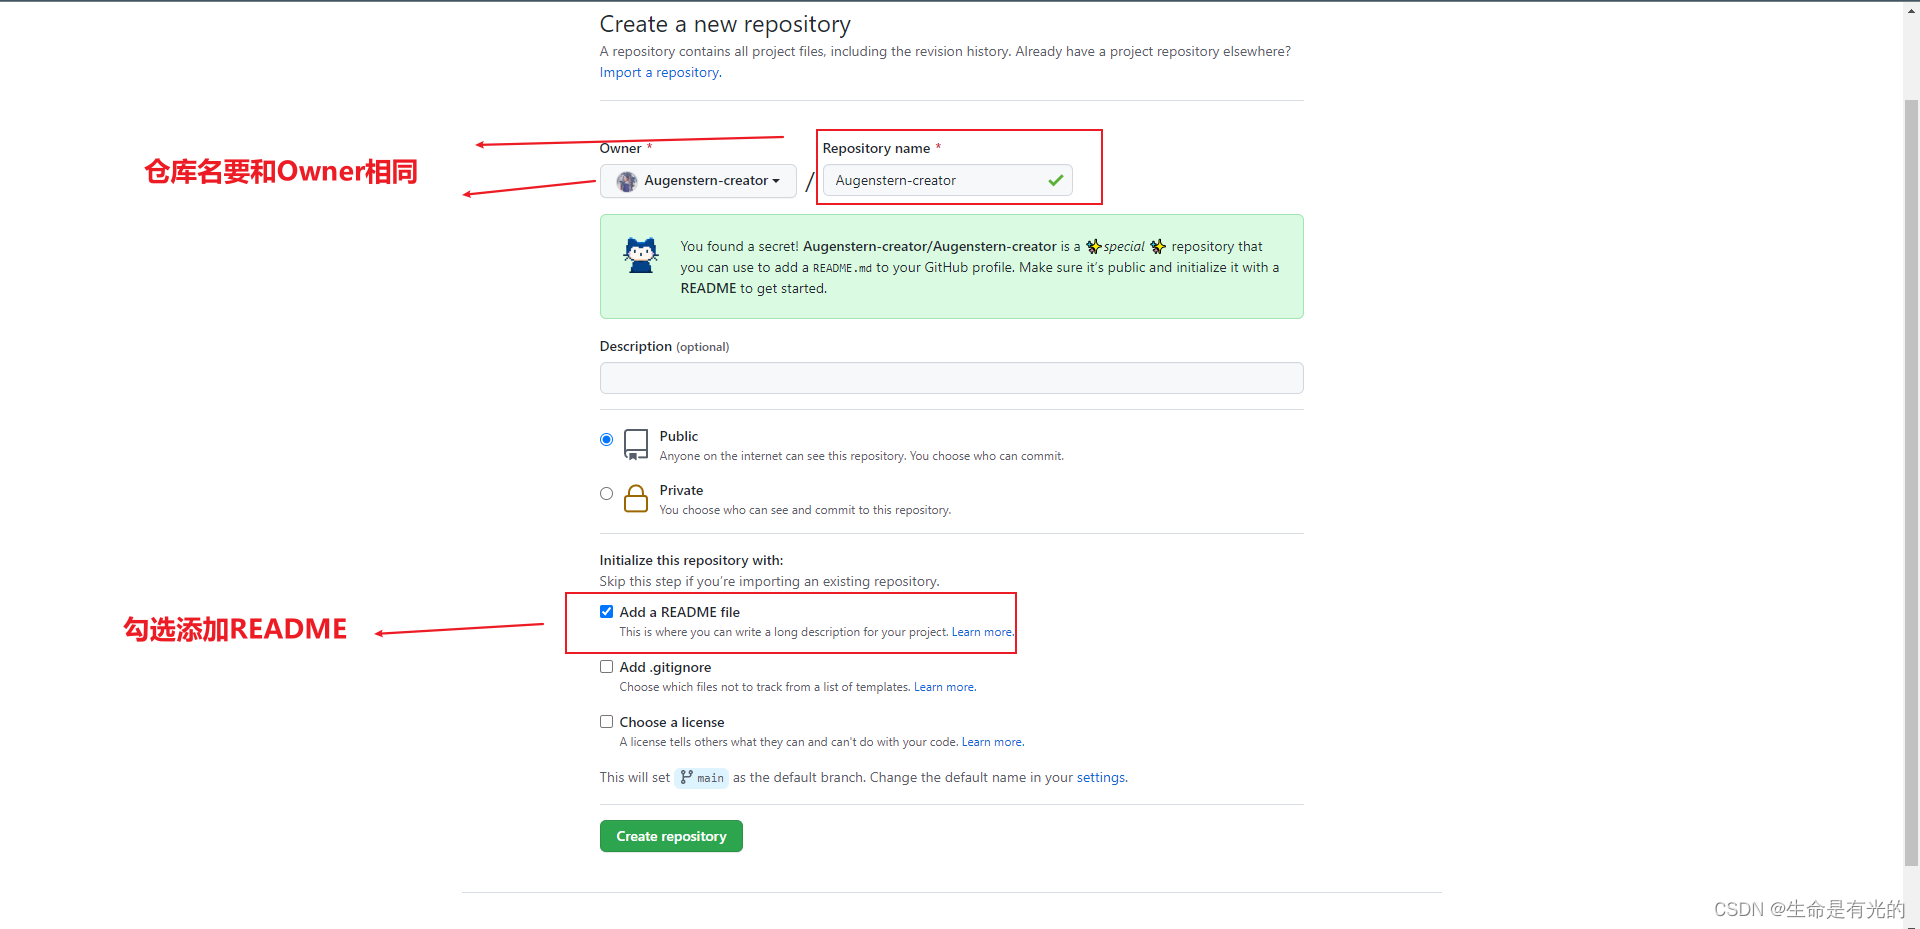 Create a new repository
A repository contains all project files, including the revision history. Already have a project repository elsewhere?
Import a repository.
仓库名要和Owner相同
Owner *
Repository name *
Augenstern-creator
/
Augenstern-creator
You found a secret! Augenstern-creator/Augenstern-creator is a ✨special ✨ repository that
you can use to add a README.md to your GitHub profile. Make sure it’s public and initialize it with a
README to get started.
Description (optional)
Public
Anyone on the internet can see this repository. You choose who can commit.
Private
You choose who can see and commit to this repository.
Initialize this repository with:
Skip this step if you’re importing an existing repository.
勾选添加README
Add a README file
This is where you can write a long description for your project. Learn more.
Add .gitignore
Choose which files not to track from a list of templates. Learn more.
Choose a license
A license tells others what they can and can't do with your code. Learn more.
This will set main as the default branch. Change the default name in your settings.
Create repository
CSDN @生命是有光的